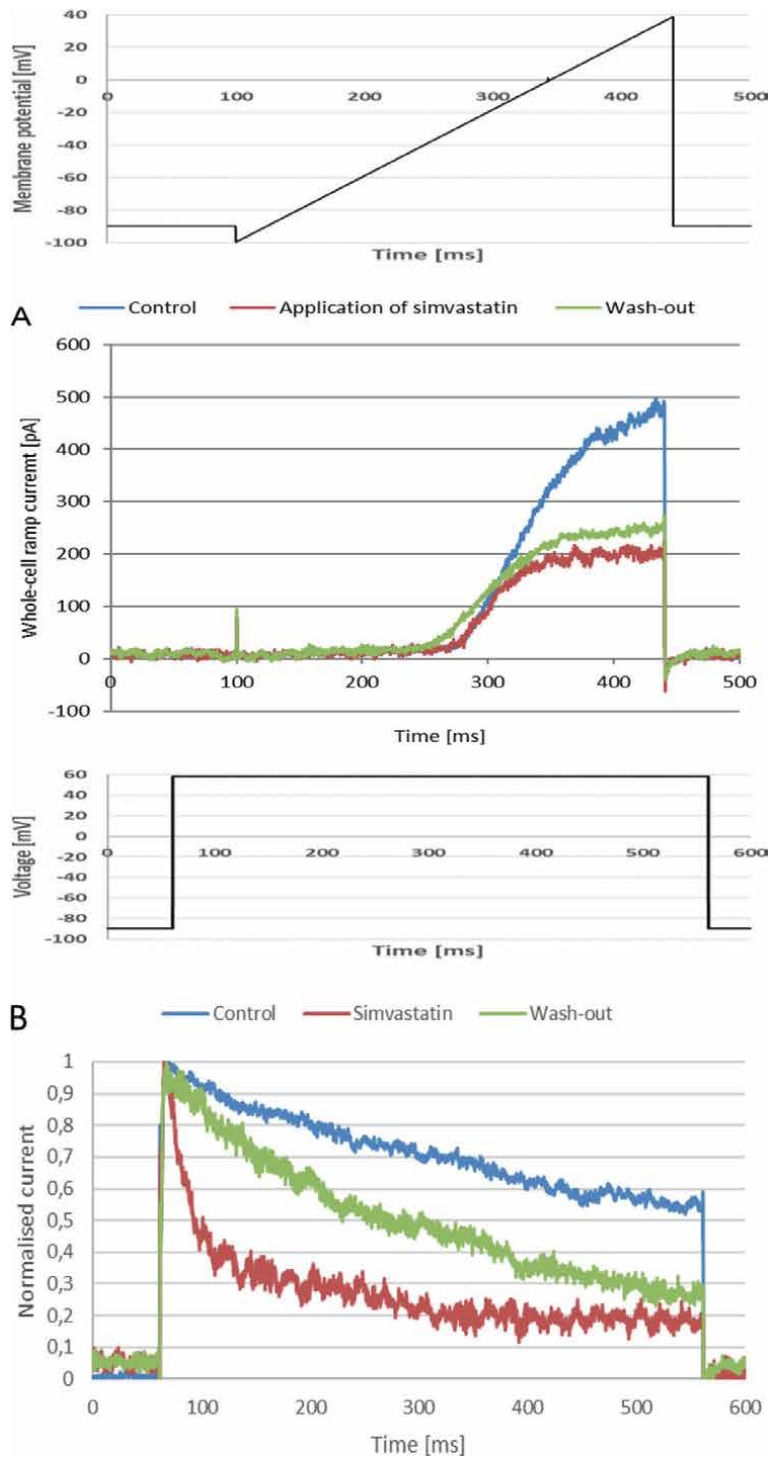 Membrane potential [mV]
40
20
0
-20
-40
-60
-80
-100
0 100 200 300 400 500
Time [ms]
A
Control Application of simvastatin Wash-out
Whole-cell ramp curremt [pA]
600
500
400
300
200
100
0
-100
0 100 200 300 400 500
Time [ms]
Voltage [mV]
60
40
20
0
-20
-40
-60
-80
-100
0 100 200 300 400 500 600
Time [ms]
B
Control Simvastatin Wash-out
Normalised current
1
0,9
0,8
0,7
0,6
0,5
0,4
0,3
0,2
0,1
0
0 100 200 300 400 500 600
Time [ms]